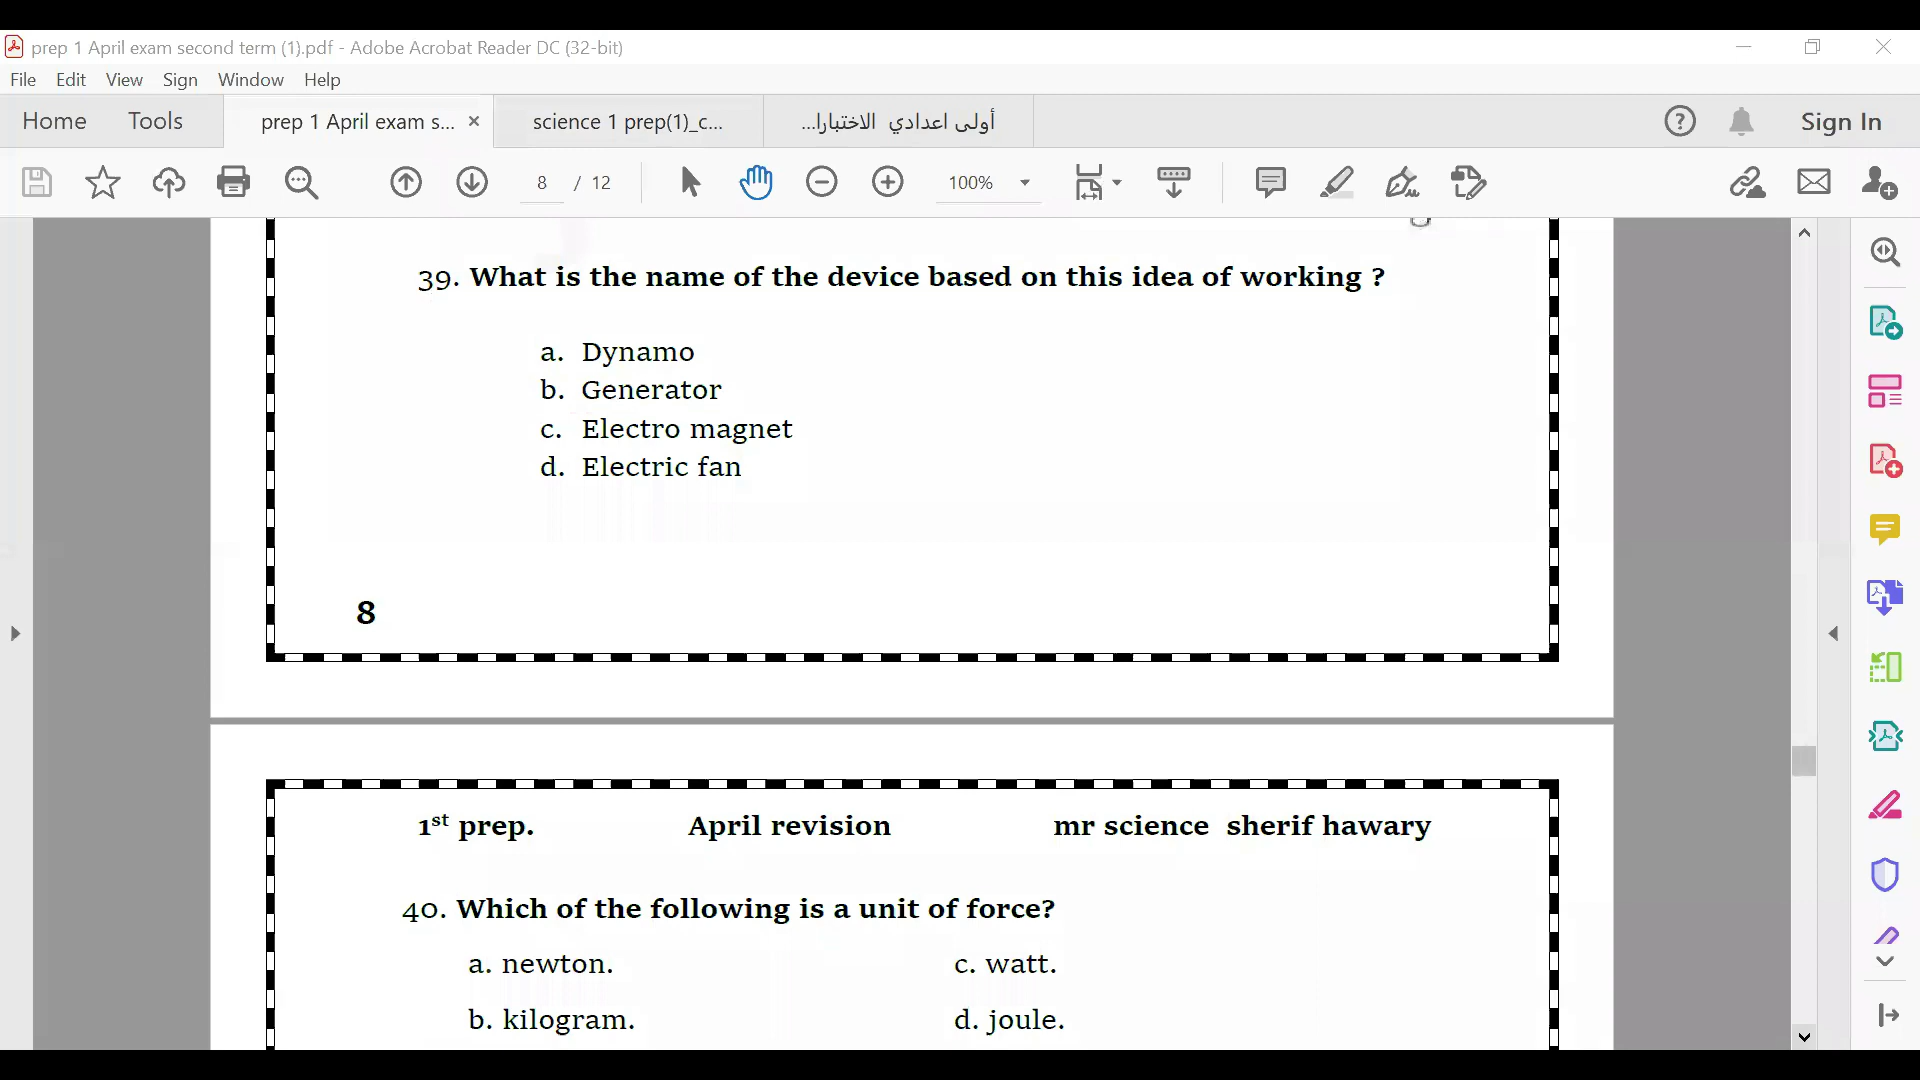 prep 1 April exam second term (1).pdf - Adobe Acrobat Reader DC (32-bit)
File Edit View Sign Window Help
Home Tools prep 1 April exam s... science 1 prep(1)_c... أولى اعدادي الاختبارا... Sign In
8 / 12 100%
39. What is the name of the device based on this idea of working ?
a. Dynamo
b. Generator
c. Electro magnet
d. Electric fan
8
1st prep. April revision mr science sherif hawary
40. Which of the following is a unit of force?
a. newton. c. watt.
b. kilogram. d. joule.